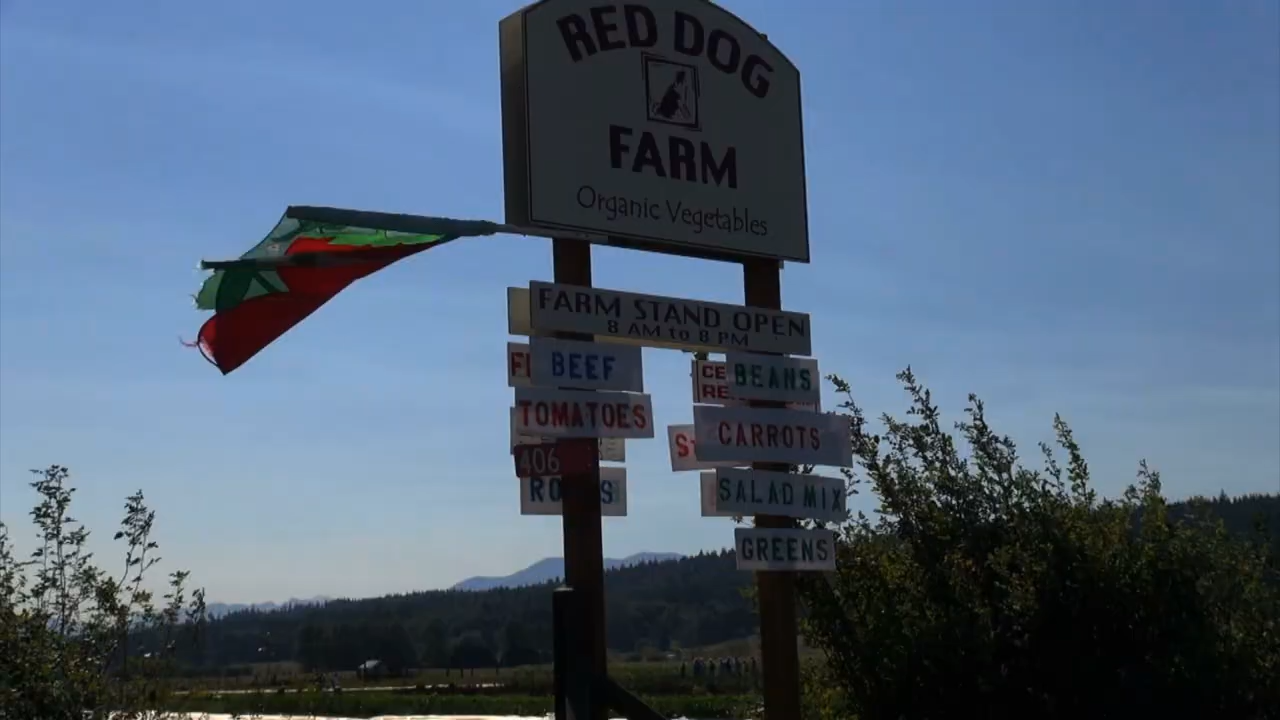 RED DOG
FARM
Organic Vegetables
FARM STAND OPEN
8 AM to 8 PM
BEEF
BEANS
TOMATOES
CARROTS
406
SALAD MIX
GREENS